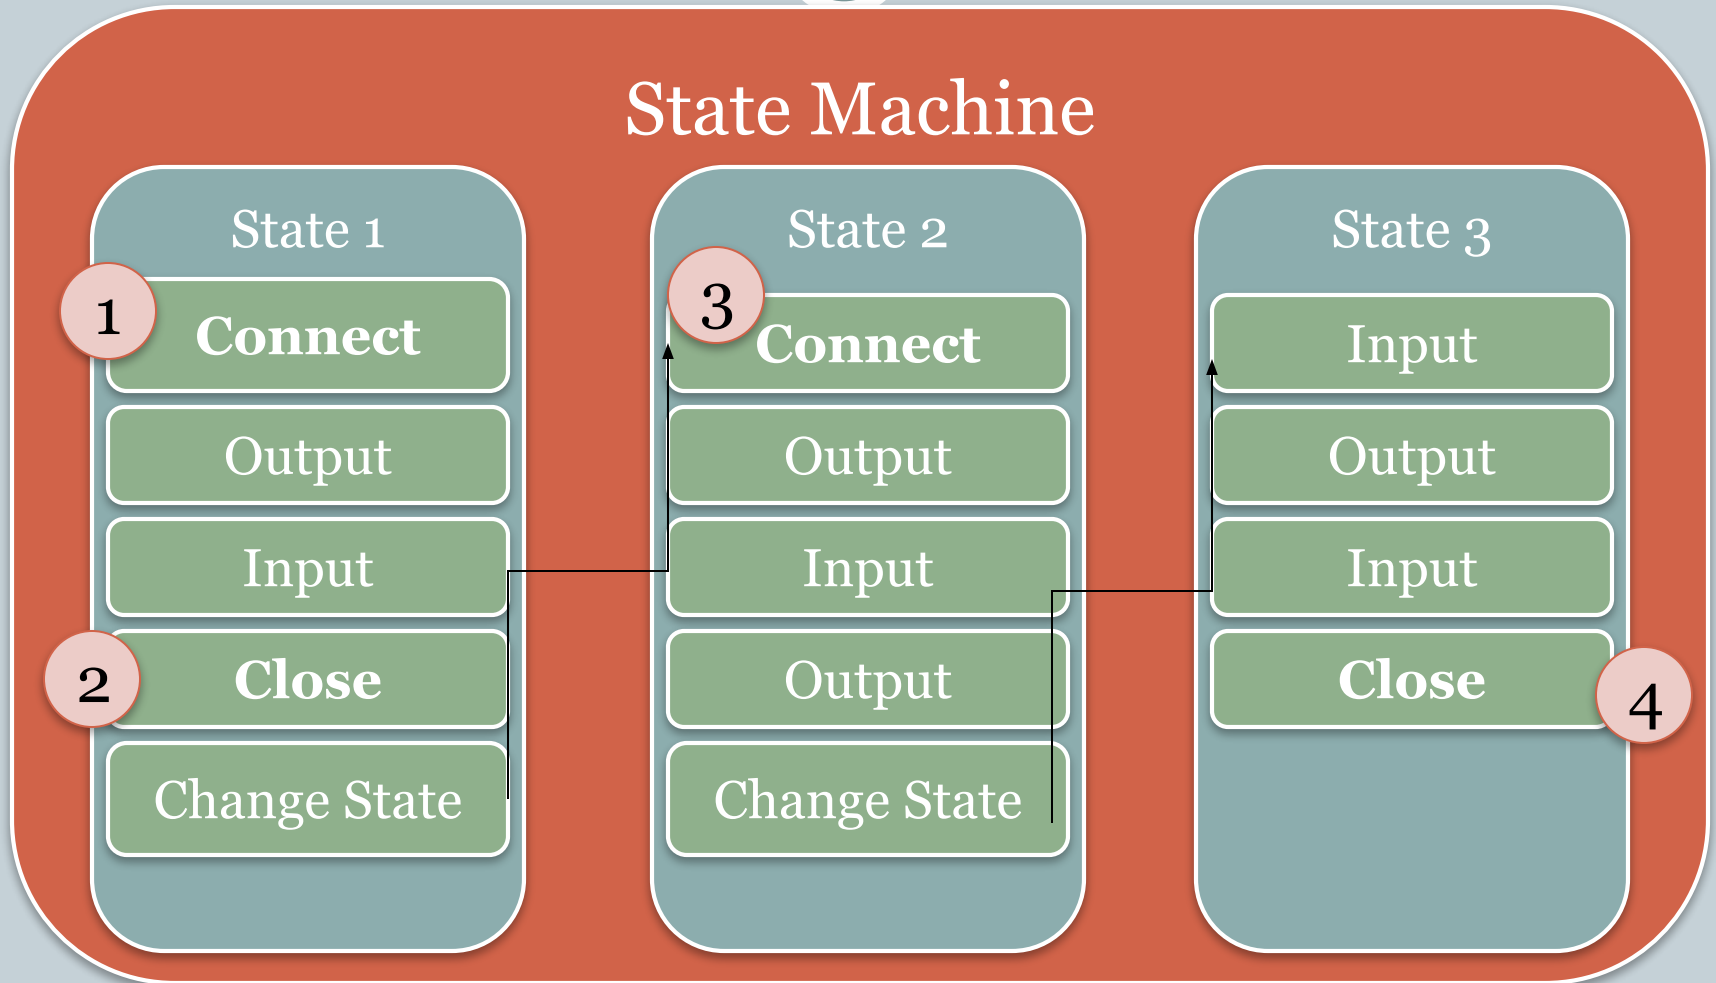 State Machine
State 1
1
Connect
Output
Input
2
Close
Change State
State 2
3
Connect
Output
Input
Output
Change State
State 3
Input
Output
Input
Close
4